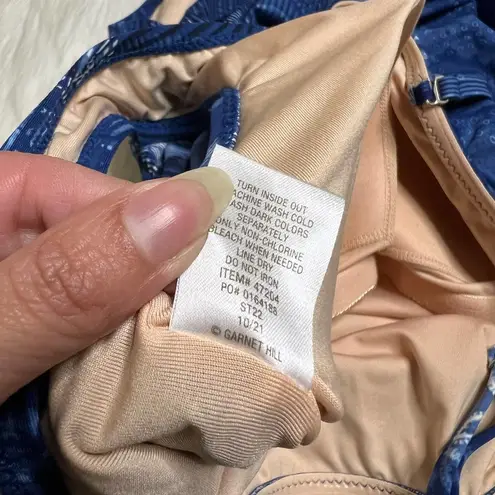 TURN INSIDE OUT
MACHINE WASH COLD
WASH DARK COLORS
SEPARATELY
ONLY NON-CHLORINE
BLEACH WHEN NEEDED
LINE DRY
DO NOT IRON
ITEM# 47204
PO# 0164188
ST22
10/21
© GARNET HILL